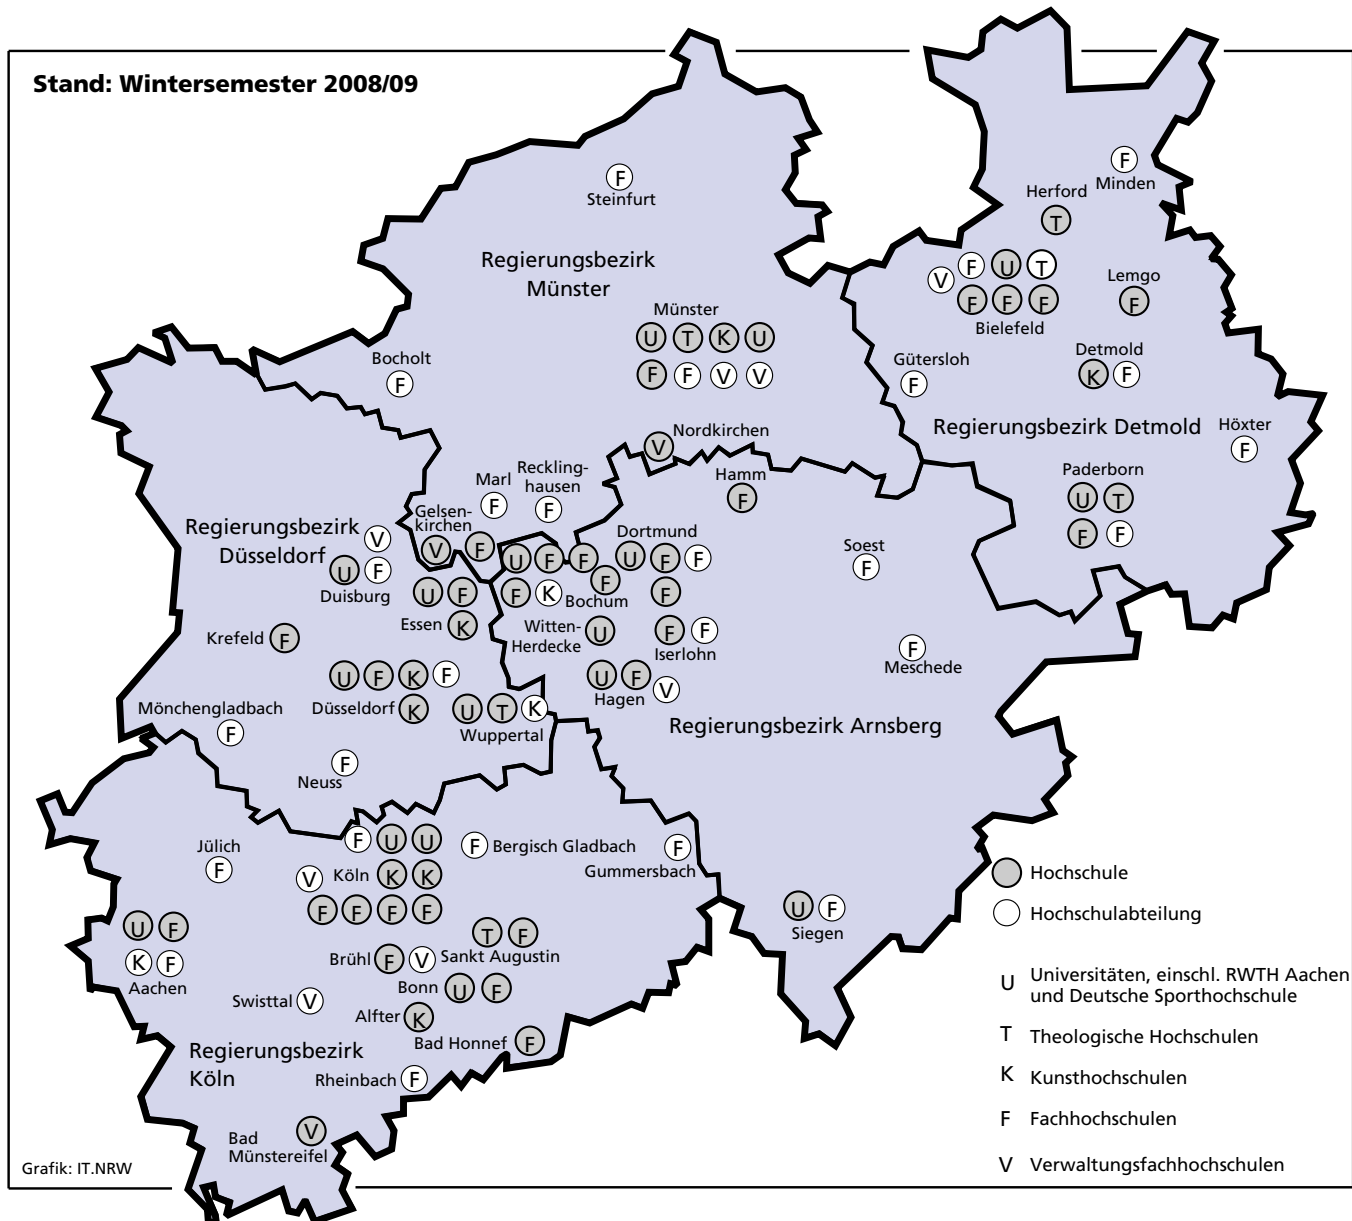 Stand: Wintersemester 2008/09
F
Steinfurt
F
Minden
Herford
T
Regierungsbezirk
Münster
V F U T
F F F
Bielefeld
Lemgo
F
Münster
U T K U
F F V V
Bocholt
F
Gütersloh
F
Detmold
K F
Regierungsbezirk Detmold
Höxter
F
Nordkirchen
V
Hamm
F
Paderborn
U T
F F
Marl
F
Reckling-
hausen
F
Gelsen-
kirchen
V F
Regierungsbezirk
Düsseldorf
V
U F
Duisburg
U F
Essen K
U F F
F
F K Bochum
Dortmund
U F F
F
Soest
F
Krefeld F
Witten-
Herdecke
U
F F
Iserlohn
F
Meschede
U F K F
Düsseldorf K
U T K
Wuppertal
U F
Hagen V
Regierungsbezirk Arnsberg
Mönchengladbach
F
F
Neuss
F U U
V Köln K K
F F F F
F Bergisch Gladbach
F
Gummersbach
Jülich
F
U F
K F
Aachen
T F
Sankt Augustin
Brühl F V
Bonn U F
Swisttal V
Alfter K
Bad Honnef F
Regierungsbezirk
Köln
Rheinbach F
V
Bad
Münstereifel
U F
Siegen
Hochschule
Hochschulabteilung
U Universitäten, einschl. RWTH Aachen
und Deutsche Sporthochschule
T Theologische Hochschulen
K Kunsthochschulen
F Fachhochschulen
V Verwaltungsfachhochschulen
Grafik: IT.NRW